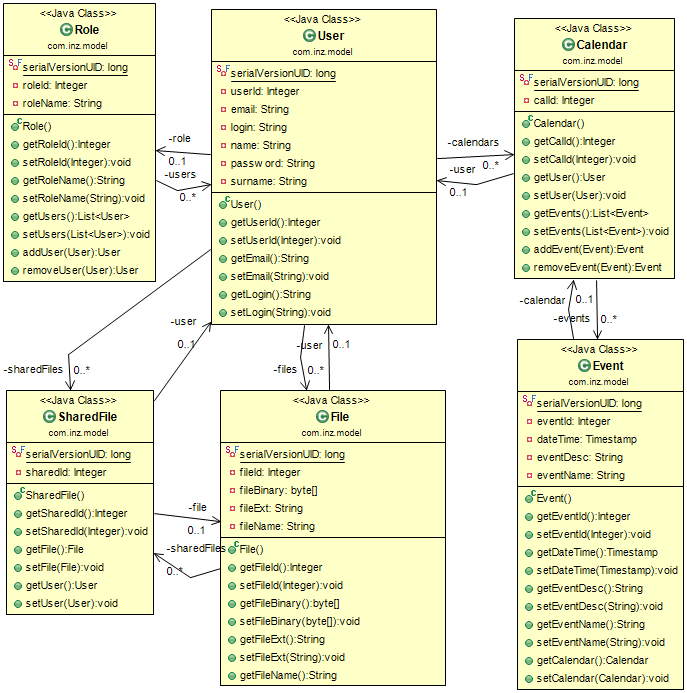 <<Java Class>>
Role
com.inz.model
serialVersionUID: long
roleId: Integer
roleName: String
Role()
getRoleId():Integer
setRoleId(Integer):void
getRoleName():String
setRoleName(String):void
getUsers():List<User>
setUsers(List<User>):void
addUser(User):User
removeUser(User):User
-role
0..1
-users
0..*
<<Java Class>>
User
com.inz.model
serialVersionUID: long
userId: Integer
email: String
login: String
name: String
password: String
surname: String
User()
getUserId():Integer
setUserId(Integer):void
getEmail():String
setEmail(String):void
getLogin():String
setLogin(String):void
-calendars
0..*
-user
0..1
<<Java Class>>
Calendar
com.inz.model
serialVersionUID: long
calId: Integer
Calendar()
getCalId():Integer
setCalId(Integer):void
getUser():User
setUser(User):void
getEvents():List<Event>
setEvents(List<Event>):void
addEvent(Event):Event
removeEvent(Event):Event
-calendar
0..1
-events
0..*
-sharedFiles
0..*
-user
0..1
-user
0..1
-files
0..*
<<Java Class>>
SharedFile
com.inz.model
serialVersionUID: long
sharedId: Integer
SharedFile()
getSharedId():Integer
setSharedId(Integer):void
getFile():File
setFile(File):void
getUser():User
setUser(User):void
-file
0..1
-sharedFiles
0..*
<<Java Class>>
File
com.inz.model
serialVersionUID: long
fileId: Integer
fileBinary: byte[]
fileExt: String
fileName: String
File()
getFileId():Integer
setFileId(Integer):void
getFileBinary():byte[]
setFileBinary(byte[]):void
getFileExt():String
setFileExt(String):void
getFileName():String
<<Java Class>>
Event
com.inz.model
serialVersionUID: long
eventId: Integer
dateTime: Timestamp
eventDesc: String
eventName: String
Event()
getEventId():Integer
setEventId(Integer):void
getDateTime():Timestamp
setDateTime(Timestamp):void
getEventDesc():String
setEventDesc(String):void
getEventName():String
setEventName(String):void
getCalendar():Calendar
setCalendar(Calendar):void